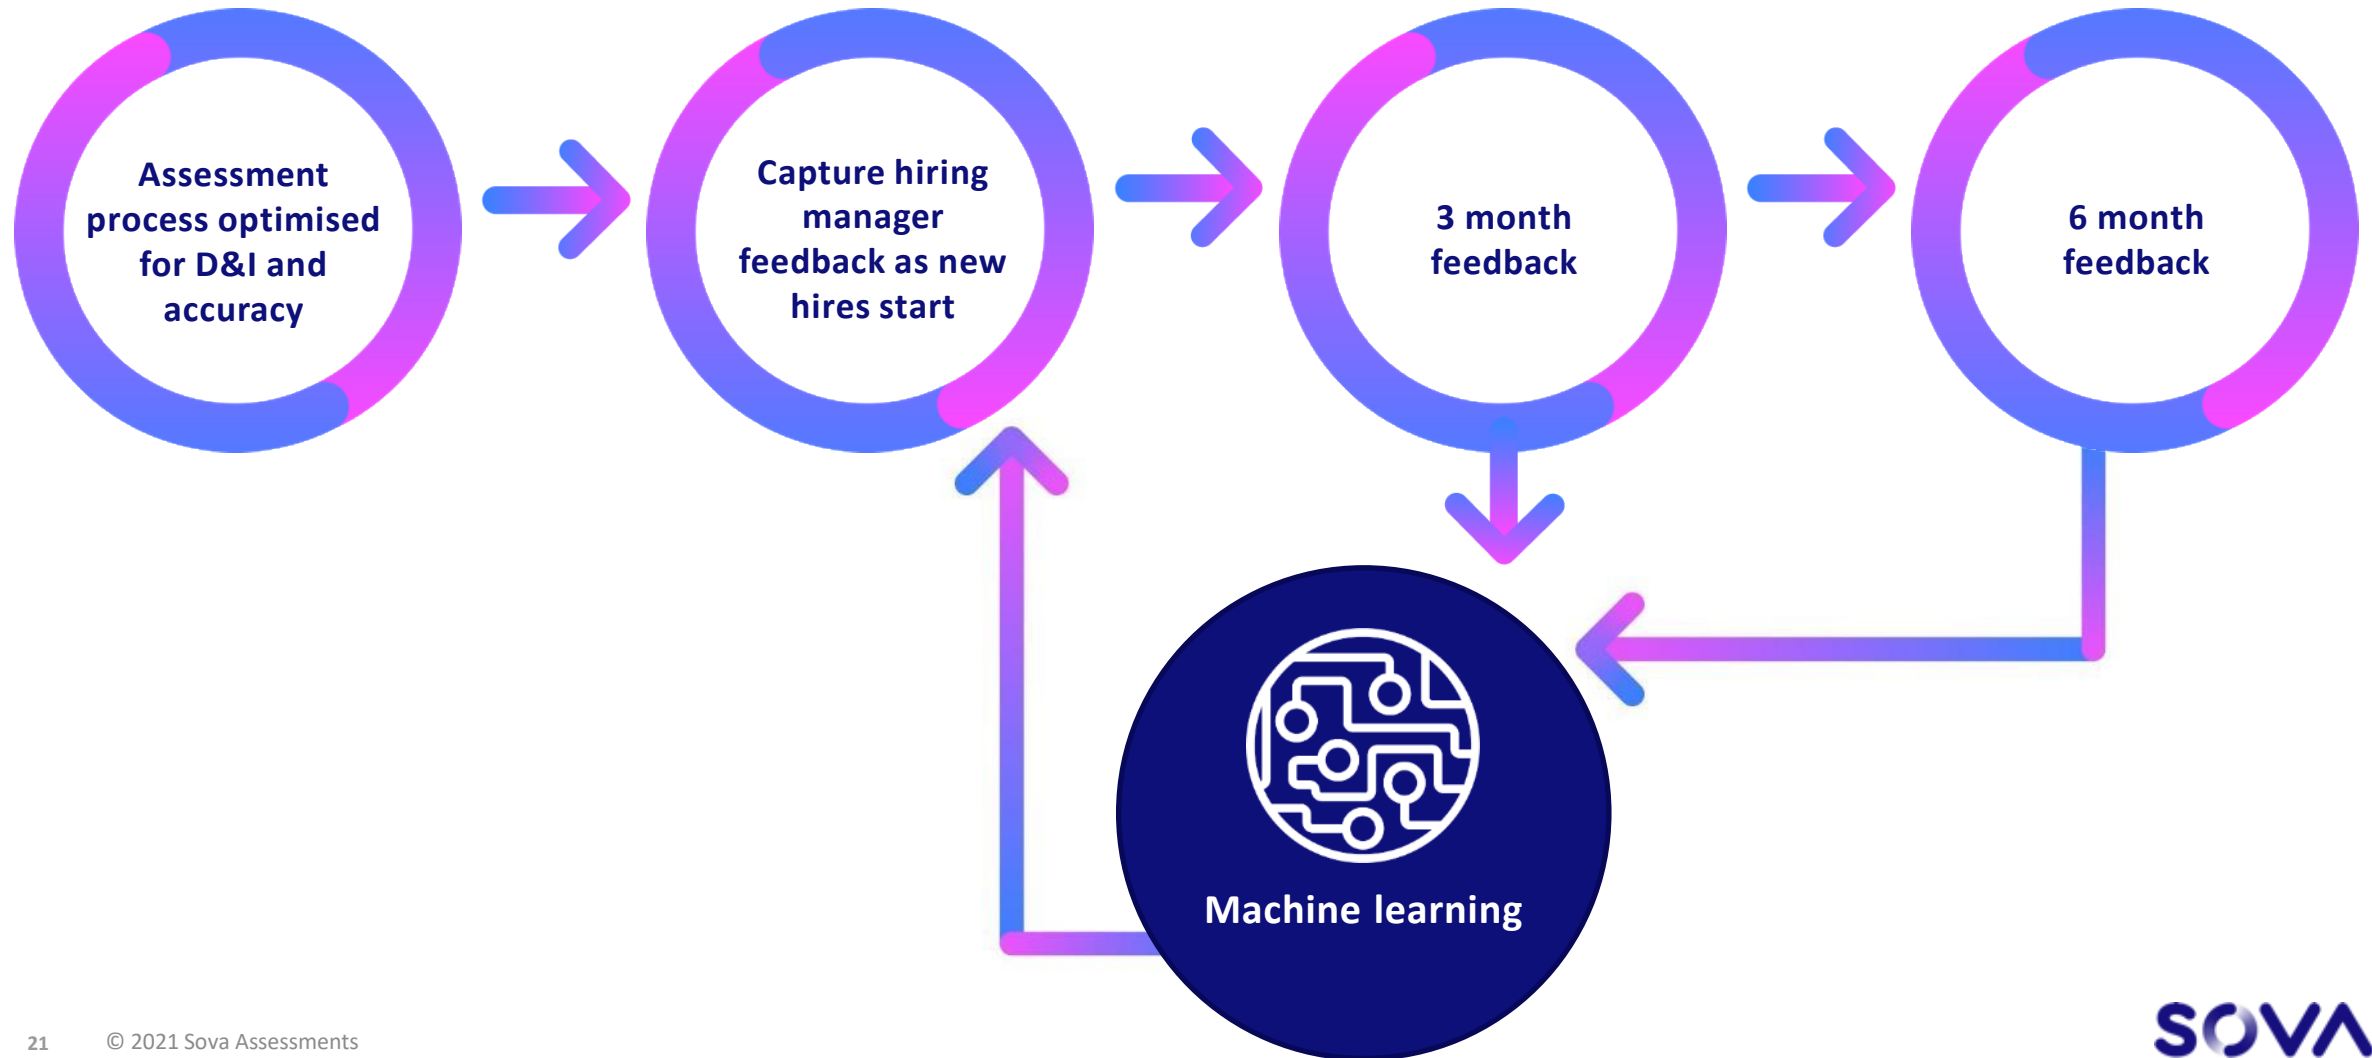 Assessment
process optimised
for D&I and
accuracy
Capture hiring
manager
feedback as new
hires start
3 month
feedback
6 month
feedback
Machine learning
21 © 2021 Sova Assessments
SOVA